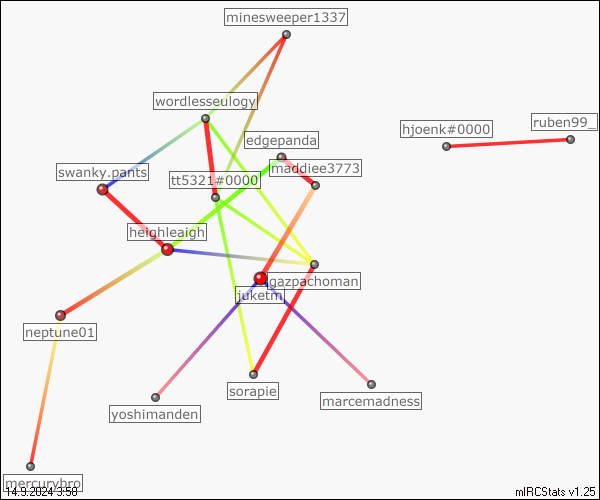 minesweeper1337
wordlesseulogy
hjoenk#0000
ruben99_
edgepanda
swanky.pants
tt5321#0000
maddiee3773
heighleaigh
gazpachoman
juketm
neptune01
sorapie
marcemadness
yoshimanden
mercurybro
14.9.2024 3:50
mIRCStats v1.25